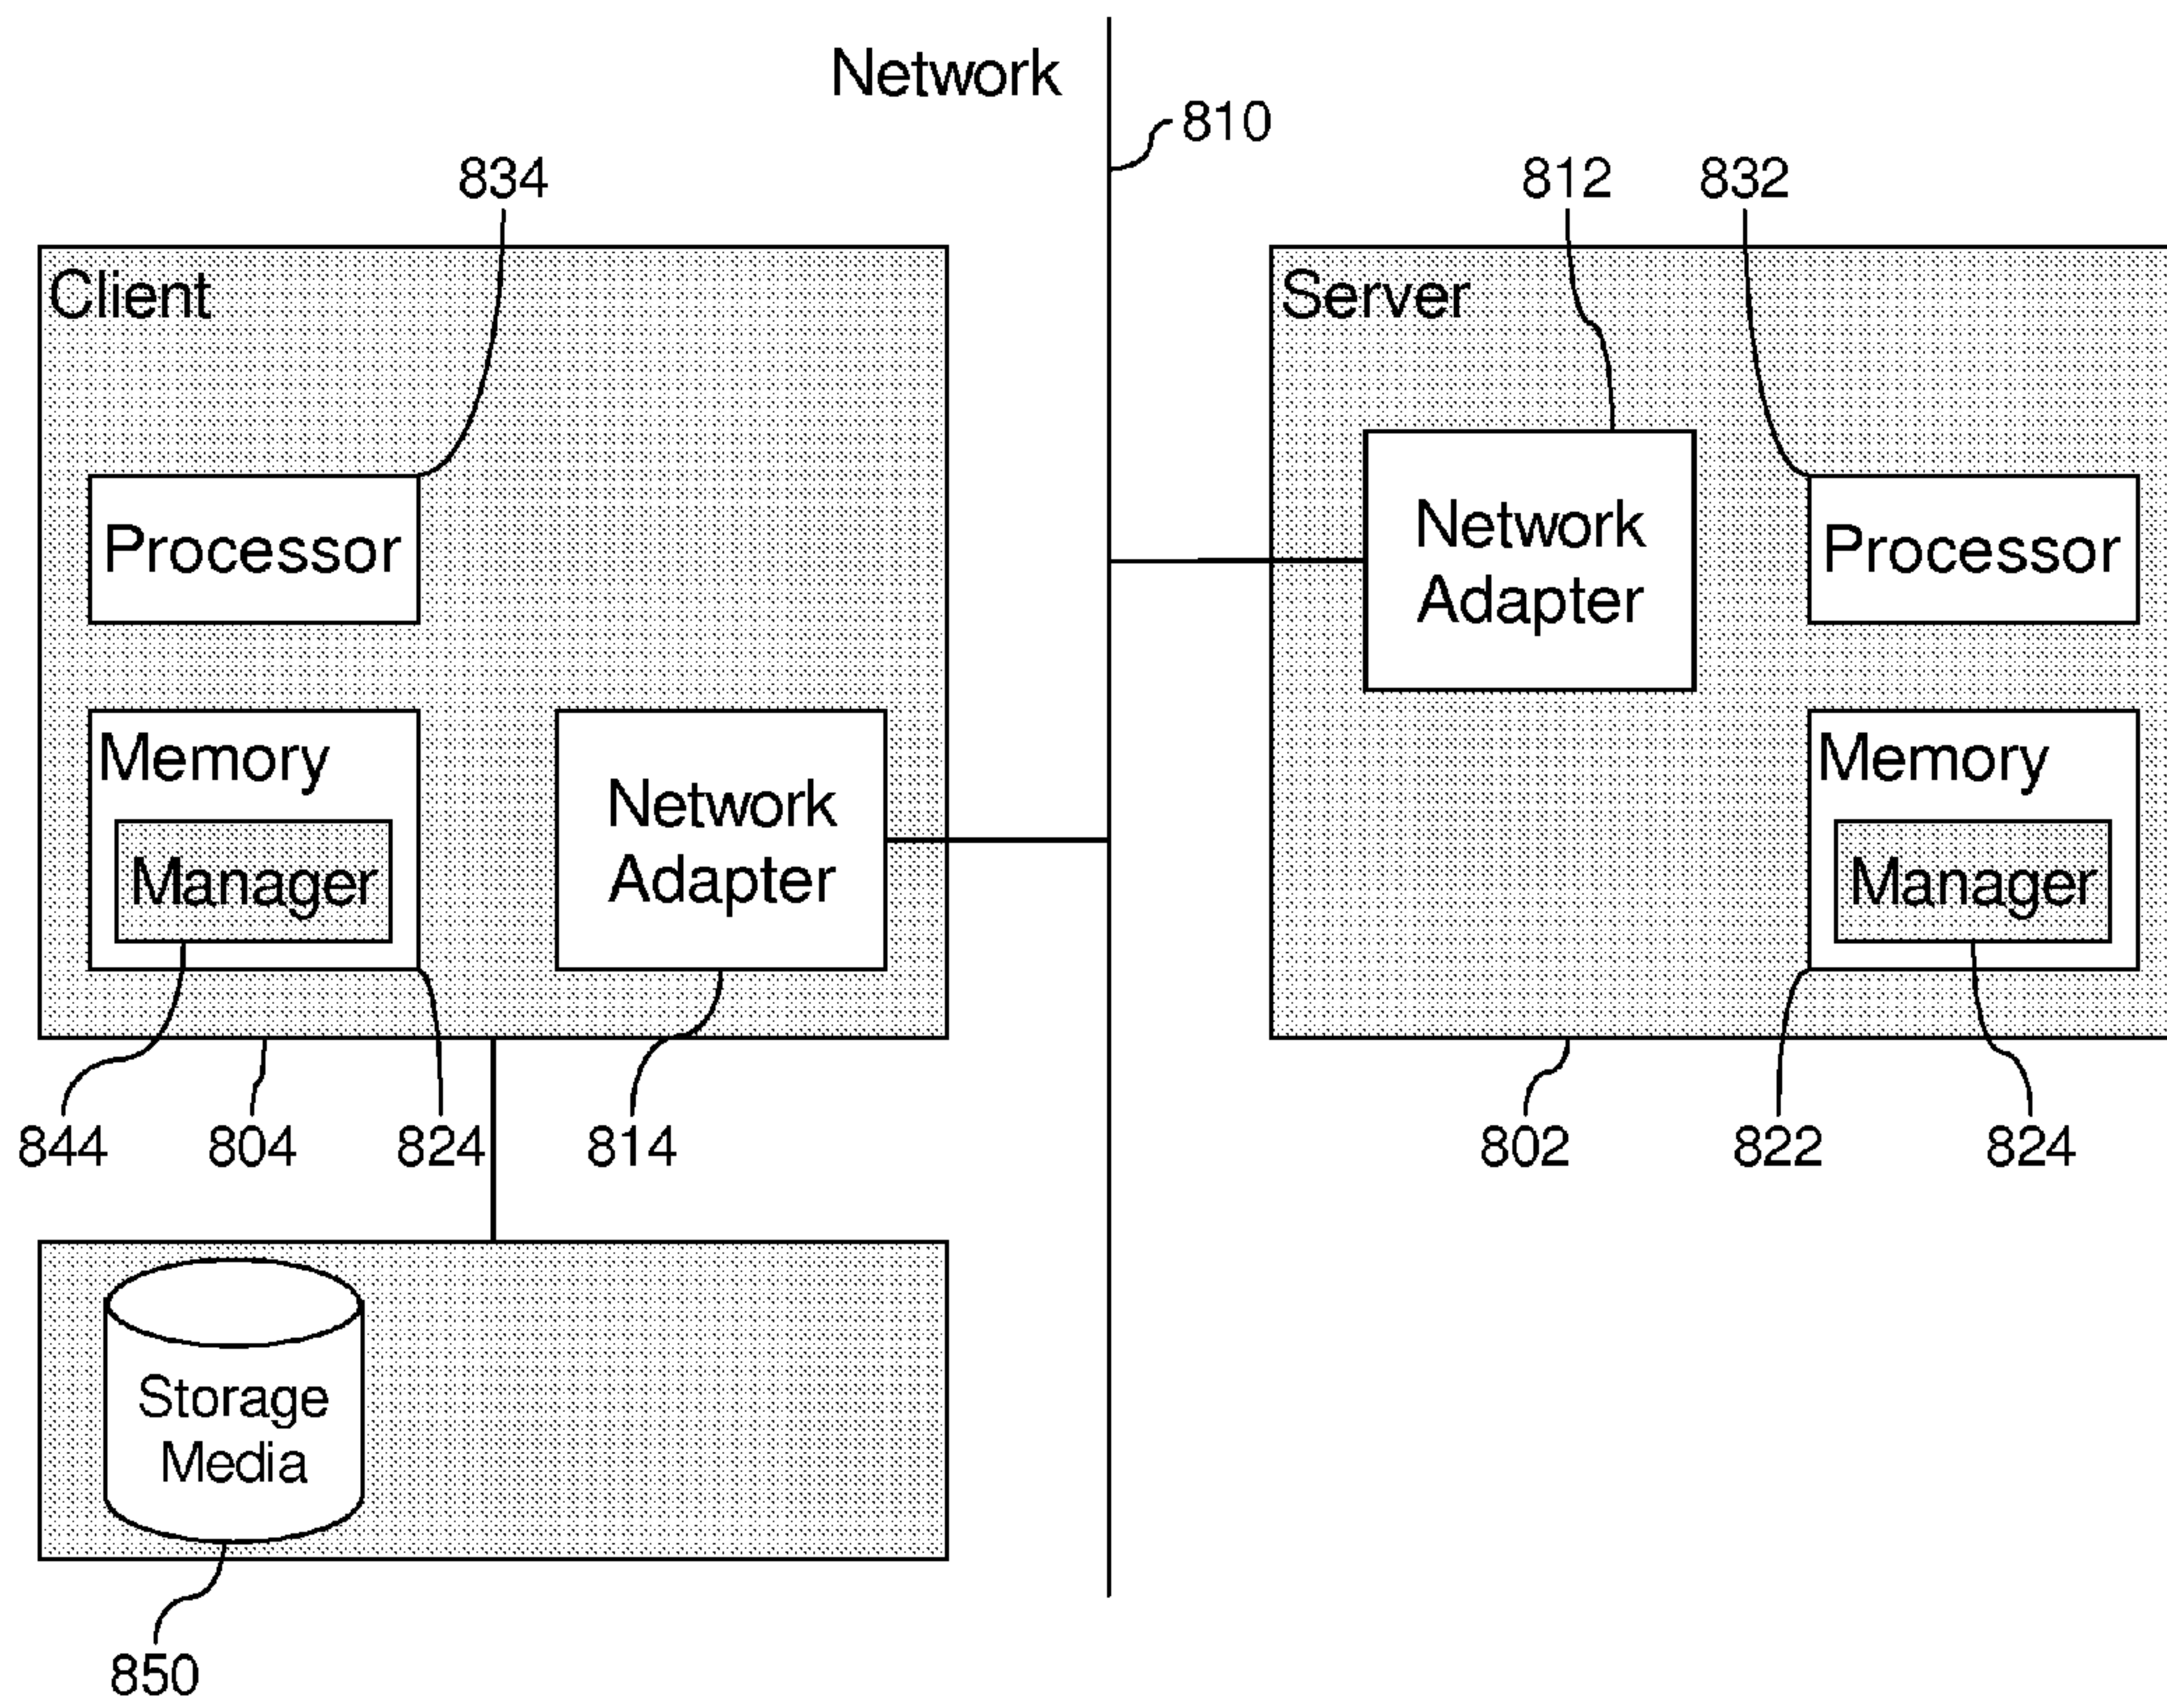 Network
810
834
812
832
Client
Server
Processor
Network
Adapter
Processor
Memory
Manager
Network
Adapter
Memory
Manager
844
804
824
814
802
822
824
Storage
Media
850